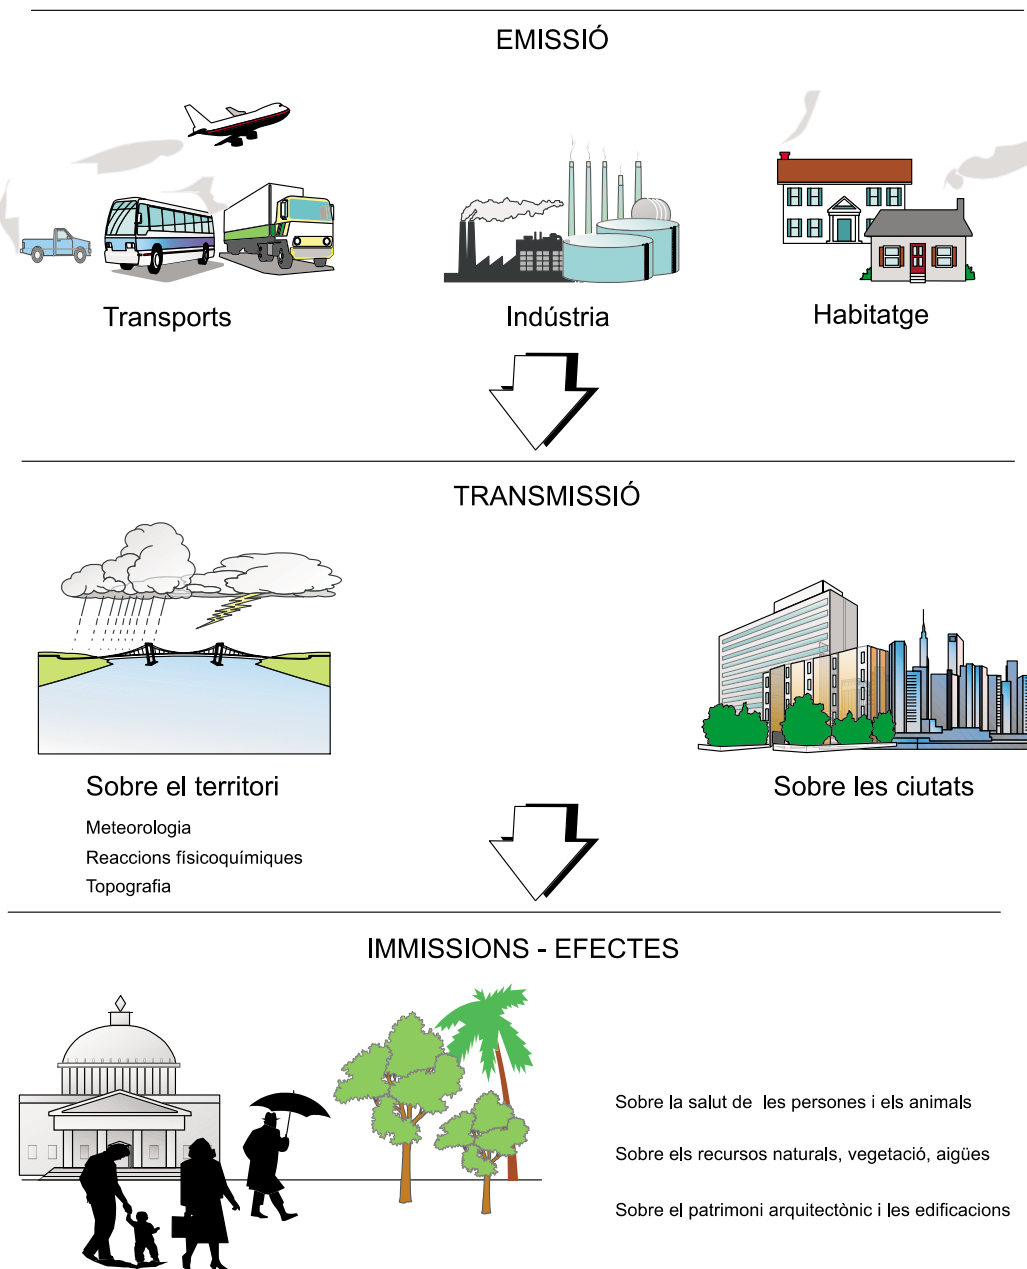 EMISSIÓ
Transports
Indústria
Habitatge
TRANSMISSIÓ
Sobre el territori
Meteorologia
Reaccions físicoquímiques
Topografia
Sobre les ciutats
IMMISSIONS - EFECTES
Sobre la salut de les persones i els animals
Sobre els recursos naturals, vegetació, aigües
Sobre el patrimoni arquitectònic i les edificacions